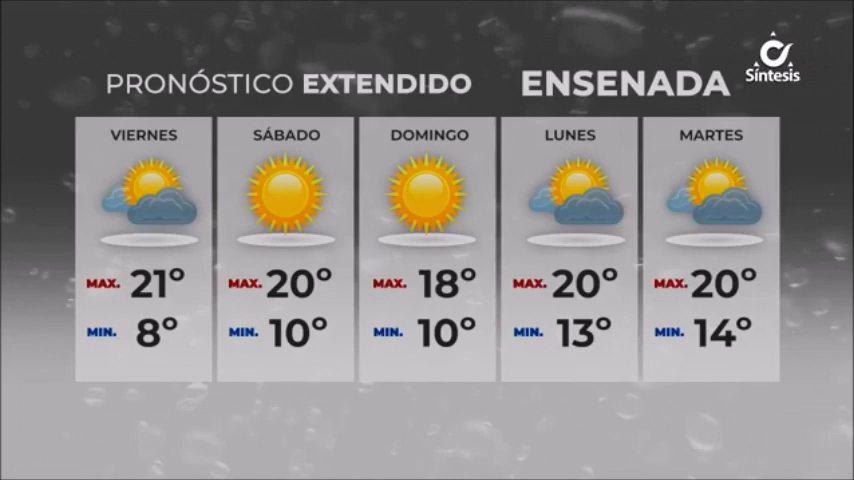 PRONÓSTICO EXTENDIDO
ENSENADA
Síntesis
VIERNES
MAX. 21°
MIN. 8°
SÁBADO
MAX. 20°
MIN. 10°
DOMINGO
MAX. 18°
MIN. 10°
LUNES
MAX. 20°
MIN. 13°
MARTES
MAX. 20°
MIN. 14°